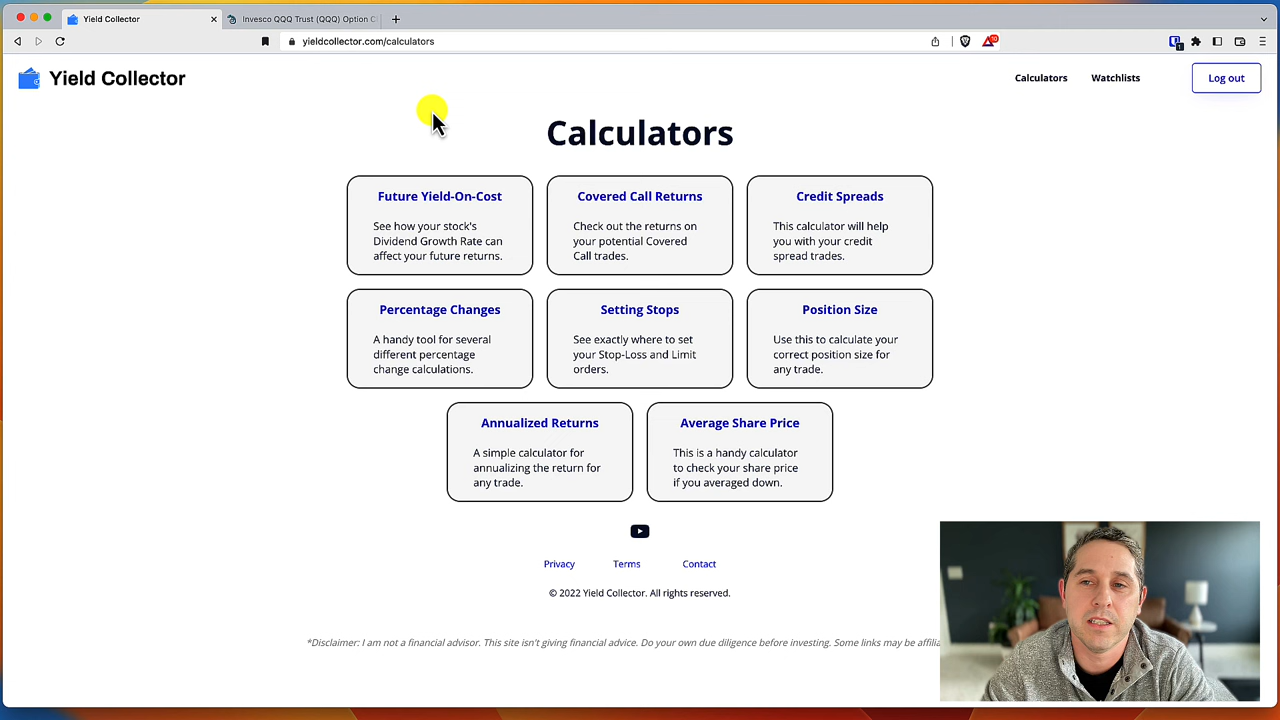 Yield Collector
Invesco QQQ Trust (QQQ) Option C
yieldcollector.com/calculators
Yield Collector
Calculators
Watchlists
Log out
Calculators
Future Yield-On-Cost
See how your stock's
Dividend Growth Rate can
affect your future returns.
Covered Call Returns
Check out the returns on
your potential Covered
Call trades.
Credit Spreads
This calculator will help
you with your credit
spread trades.
Percentage Changes
A handy tool for several
different percentage
change calculations.
Setting Stops
See exactly where to set
your Stop-Loss and Limit
orders.
Position Size
Use this to calculate your
correct position size for
any trade.
Annualized Returns
A simple calculator for
annualizing the return for
any trade.
Average Share Price
This is a handy calculator
to check your share price
if you averaged down.
Privacy
Terms
Contact
© 2022 Yield Collector. All rights reserved.
*Disclaimer: I am not a financial advisor. This site isn't giving financial advice. Do your own due diligence before investing. Some links may be affilia